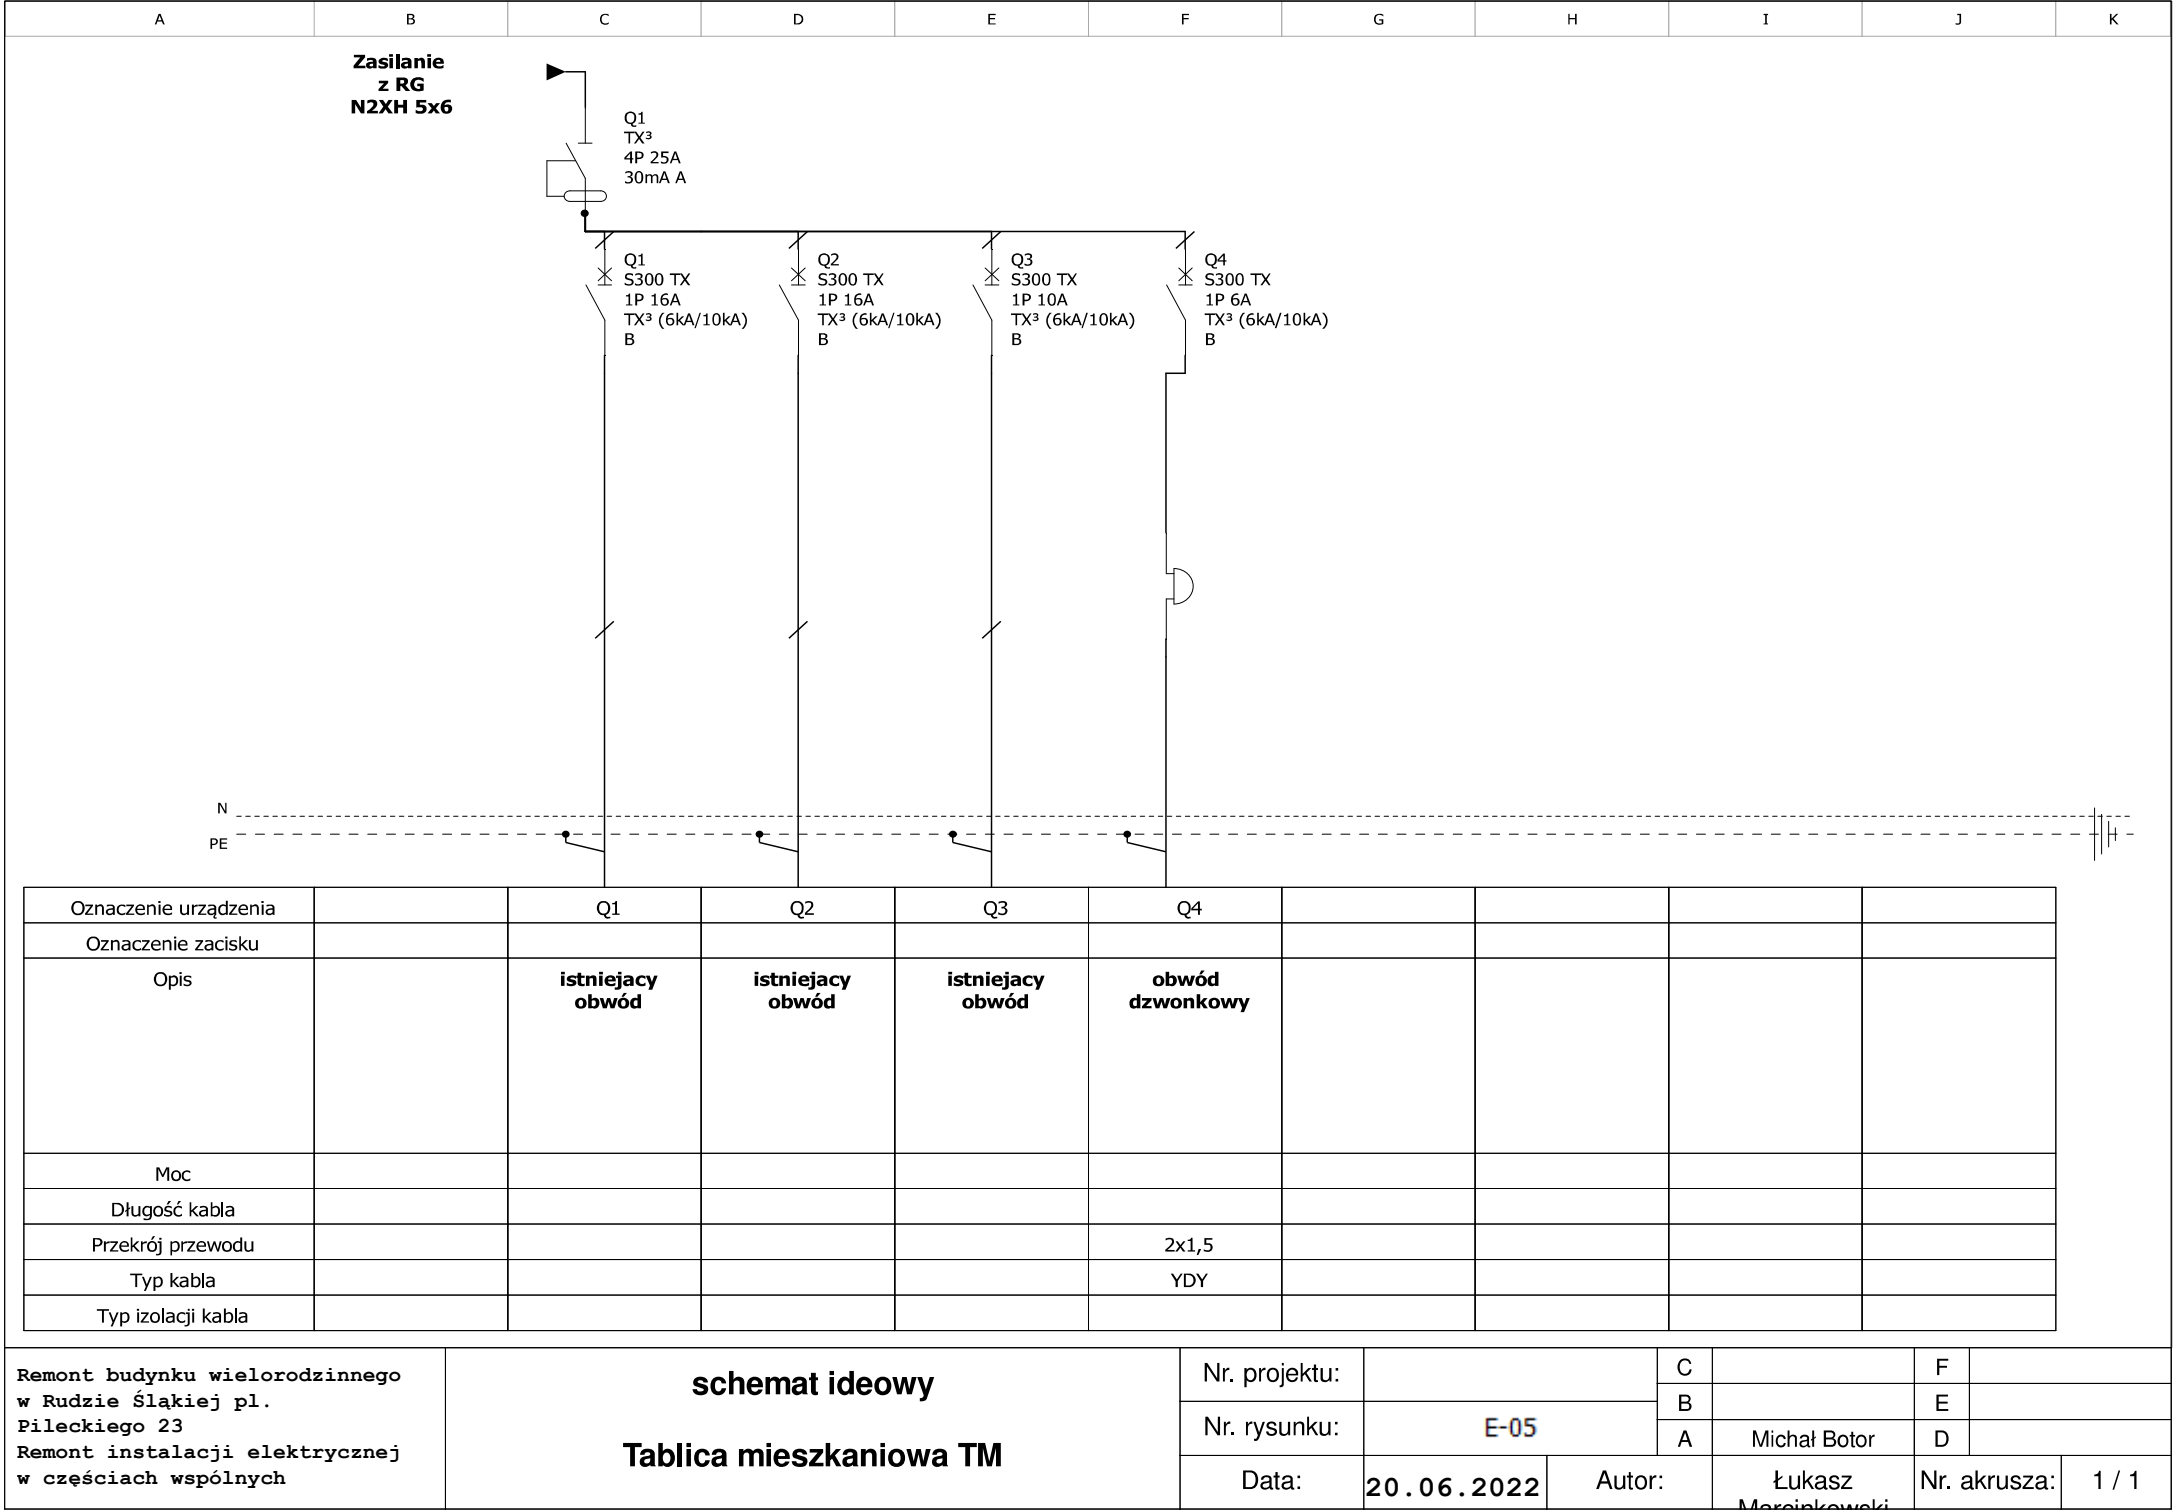 A B C D E F G H I J K
Zasilanie
z RG
N2XH 5x6
Q1
TX³
4P 25A
30mA A
Q1
S300 TX
1P 16A
TX³ (6kA/10kA)
B
Q2
S300 TX
1P 16A
TX³ (6kA/10kA)
B
Q3
S300 TX
1P 10A
TX³ (6kA/10kA)
B
Q4
S300 TX
1P 6A
TX³ (6kA/10kA)
B
N
PE
Oznaczenie urządzenia Q1 Q2 Q3 Q4
Oznaczenie zacisku
Opis
istniejacy
obwód
istniejacy
obwód
istniejacy
obwód
obwód
dzwonkowy
Moc
Długość kabla
Przekrój przewodu 2x1,5
Typ kabla YDY
Typ izolacji kabla
Remont budynku wielorodzinnego
w Rudzie Śląkiej pl.
Pileckiego 23
Remont instalacji elektrycznej
w częściach wspólnych
schemat ideowy
Tablica mieszkaniowa TM
Nr. projektu:
Nr. rysunku: E-05
Data: 20.06.2022
C F
B E
A Michał Botor D
Autor: Łukasz
Marcinkowski
Nr. akrusza: 1 / 1